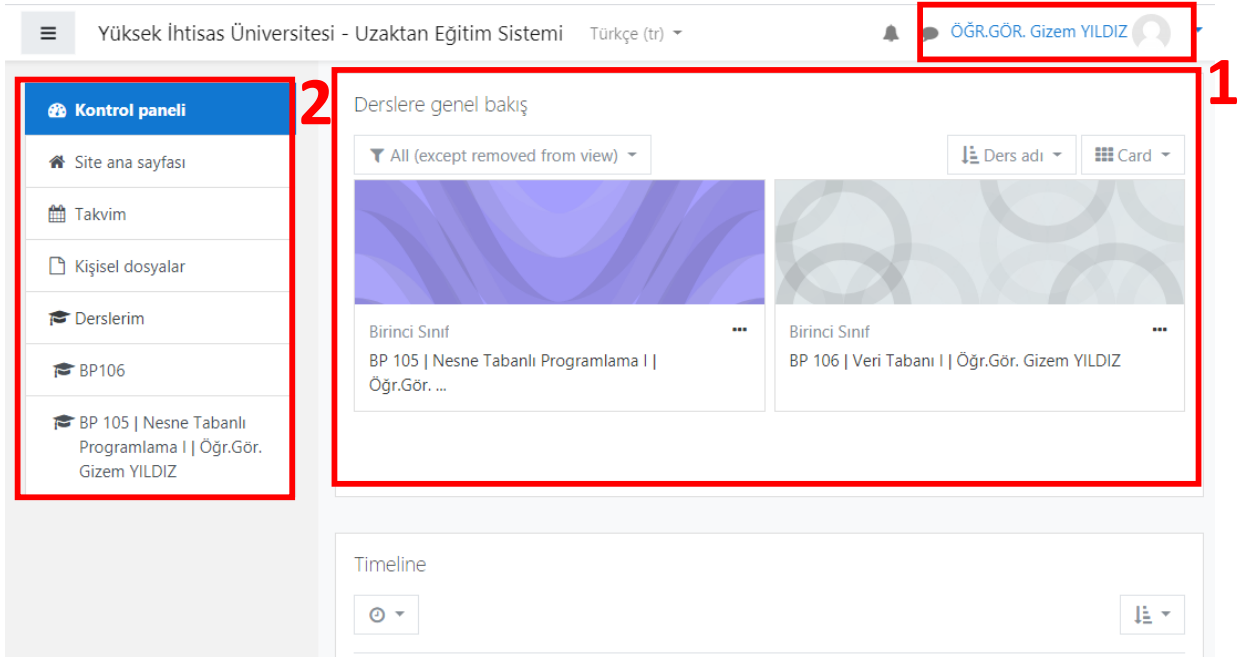 Yüksek İhtisas Üniversitesi - Uzaktan Eğitim Sistemi Türkçe (tr)
ÖĞR.GÖR. Gizem YILDIZ
1
2
Kontrol paneli
Site ana sayfası
Takvim
Kişisel dosyalar
Derslerim
BP106
BP 105 | Nesne Tabanlı
Programlama I | Öğr.Gör.
Gizem YILDIZ
Derslere genel bakış
All (except removed from view)
Ders adı
Card
Birinci Sınıf
BP 105 | Nesne Tabanlı Programlama I |
Öğr.Gör. ...
Birinci Sınıf
BP 106 | Veri Tabanı I | Öğr.Gör. Gizem YILDIZ
Timeline